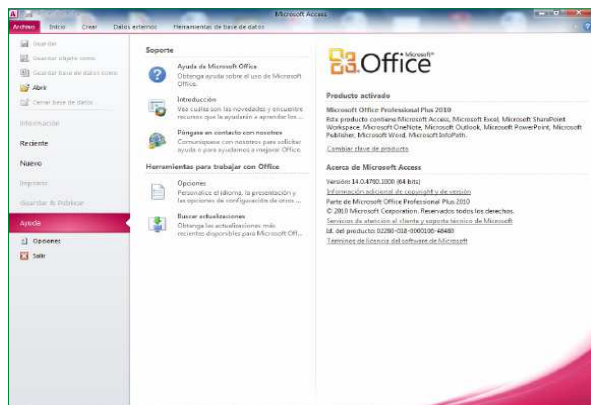 Microsoft Access
Archivo Inicio Crear Datos externos Herramientas de base de datos
Guardar
Guardar objeto como
Guardar base de datos como
Abrir
Cerrar base de datos
Información
Reciente
Nuevo
Imprimir
Guardar & Publicar
Ayuda
Opciones
Salir
Soporte
Ayuda de Microsoft Office
Obtenga ayuda sobre el uso de Microsoft
Office.
Introducción
Vea cuáles son las novedades y encuentre
recursos que le ayudarán a aprender los ...
Póngase en contacto con nosotros
Comuníquese con nosotros para solicitar
ayuda o para ayudarnos a mejorar Office.
Herramientas para trabajar con Office
Opciones
Personalice el idioma, la presentación y
las opciones de configuración de otros ...
Buscar actualizaciones
Obtenga las actualizaciones más
recientes disponibles para Microsoft Off...
Microsoft®
Office
Producto activado
Microsoft Office Professional Plus 2010
Este producto contiene Microsoft Access, Microsoft Excel, Microsoft SharePoint
Workspace, Microsoft OneNote, Microsoft Outlook, Microsoft PowerPoint, Microsoft
Publisher, Microsoft Word, Microsoft InfoPath.
Cambiar clave de producto
Acerca de Microsoft Access
Versión: 14.0.4760.1000 (64 bits)
Información adicional de copyright y de versión
Parte de Microsoft Office Professional Plus 2010
© 2010 Microsoft Corporation. Reservados todos los derechos.
Servicios de atención al cliente y soporte técnico de Microsoft
Id. del producto: 02260-018-0000106-48460
Términos de licencia del software de Microsoft